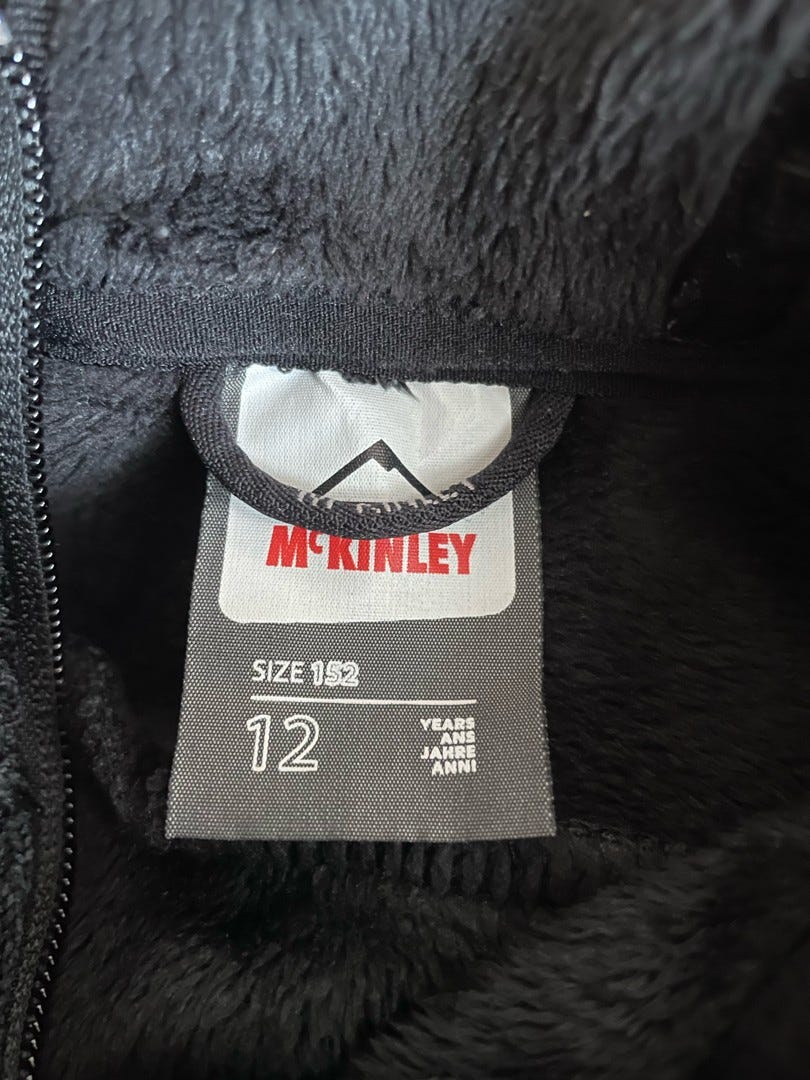 McKINLEY
SIZE 152
12
YEARS
ANS
JAHRE
ANNI